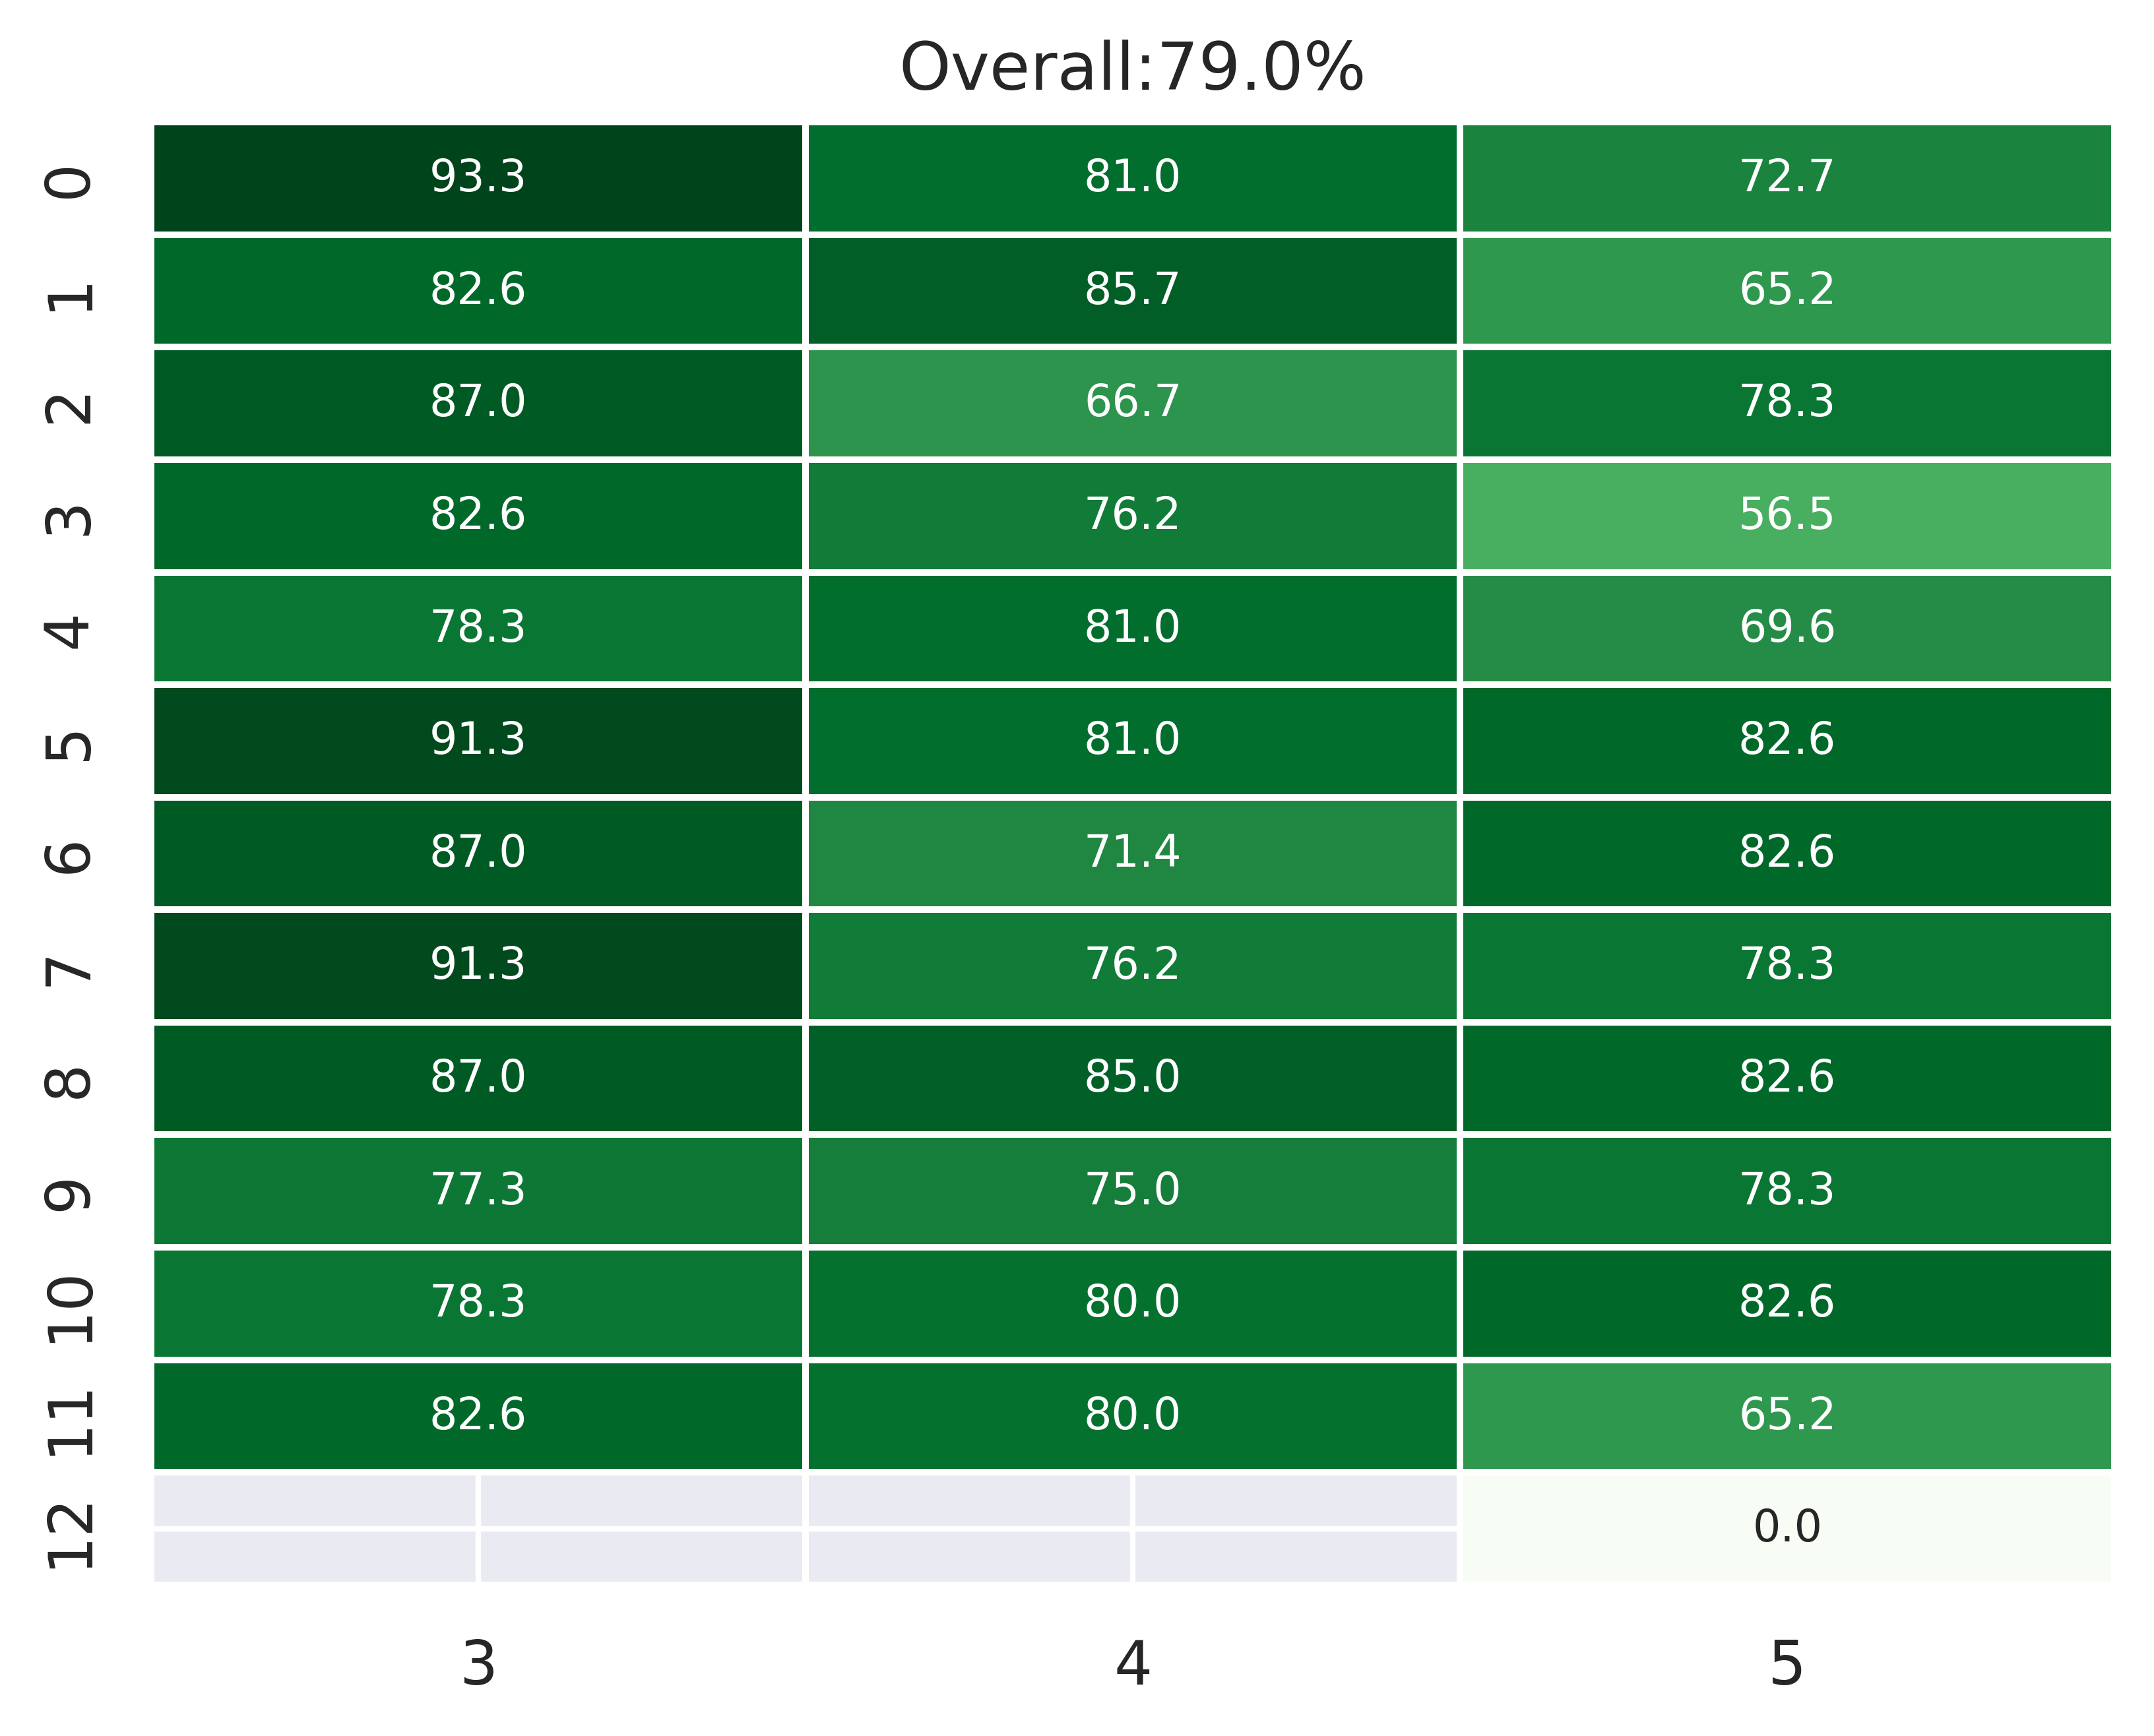 Overall:79.0%
0 93.3 81.0 72.7
1 82.6 85.7 65.2
2 87.0 66.7 78.3
3 82.6 76.2 56.5
4 78.3 81.0 69.6
5 91.3 81.0 82.6
6 87.0 71.4 82.6
7 91.3 76.2 78.3
8 87.0 85.0 82.6
9 77.3 75.0 78.3
10 78.3 80.0 82.6
11 82.6 80.0 65.2
12 0.0
3 4 5